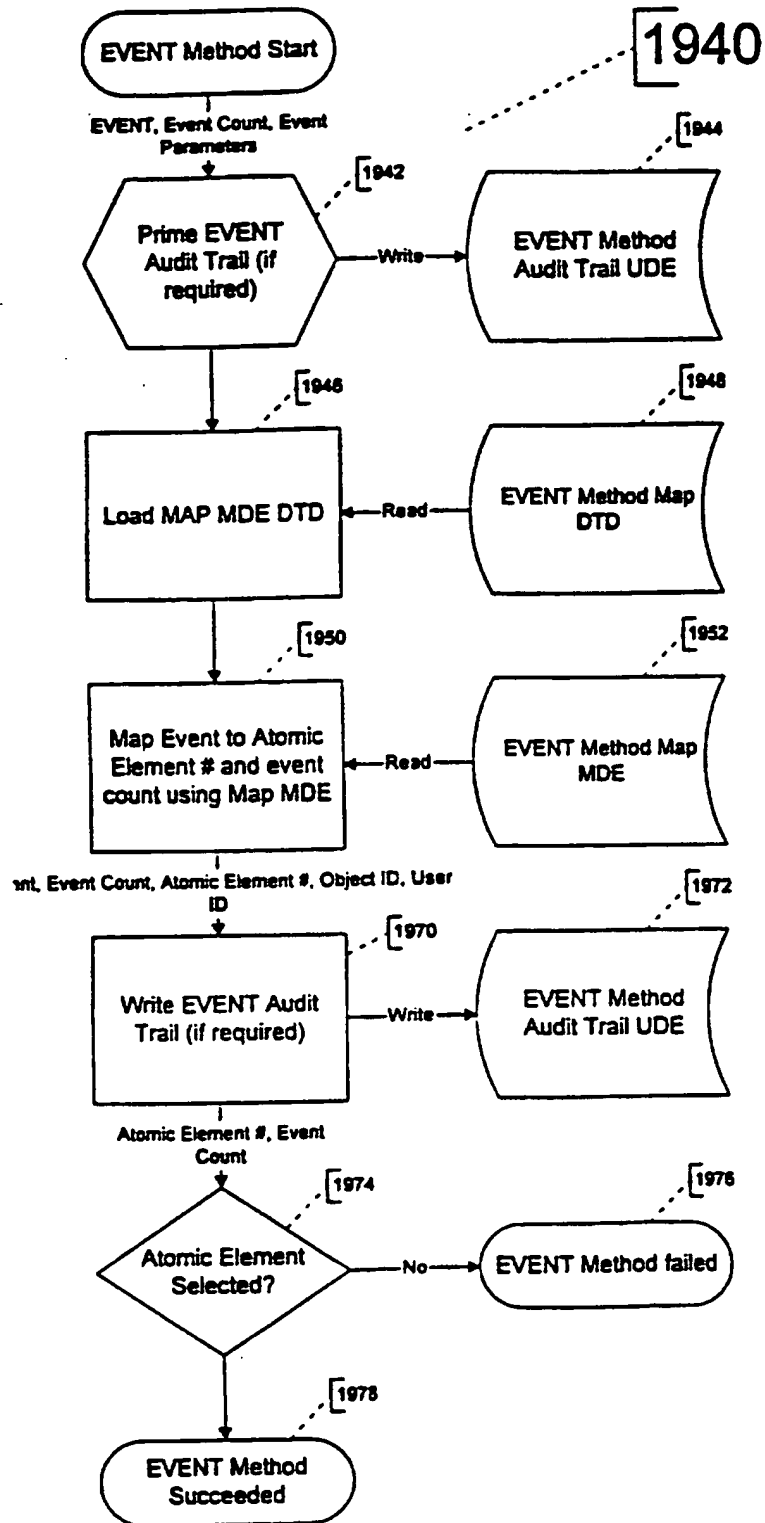 EVENT Method Start
1940
EVENT, Event Count, Event
Parameters
1942
1944
Prime EVENT
Audit Trail (if
required)
Write
EVENT Method
Audit Trail UDE
1946
1948
Load MAP MDE DTD
Read
EVENT Method Map
DTD
1950
1952
Map Event to Atomic
Element # and event
count using Map MDE
Read
EVENT Method Map
MDE
Event Count, Atomic Element #, Object ID, User
ID
1970
1972
Write EVENT Audit
Trail (if required)
Write
EVENT Method
Audit Trail UDE
Atomic Element #, Event
Count
1974
1976
Atomic Element
Selected?
No
EVENT Method failed
1978
EVENT Method
Succeeded